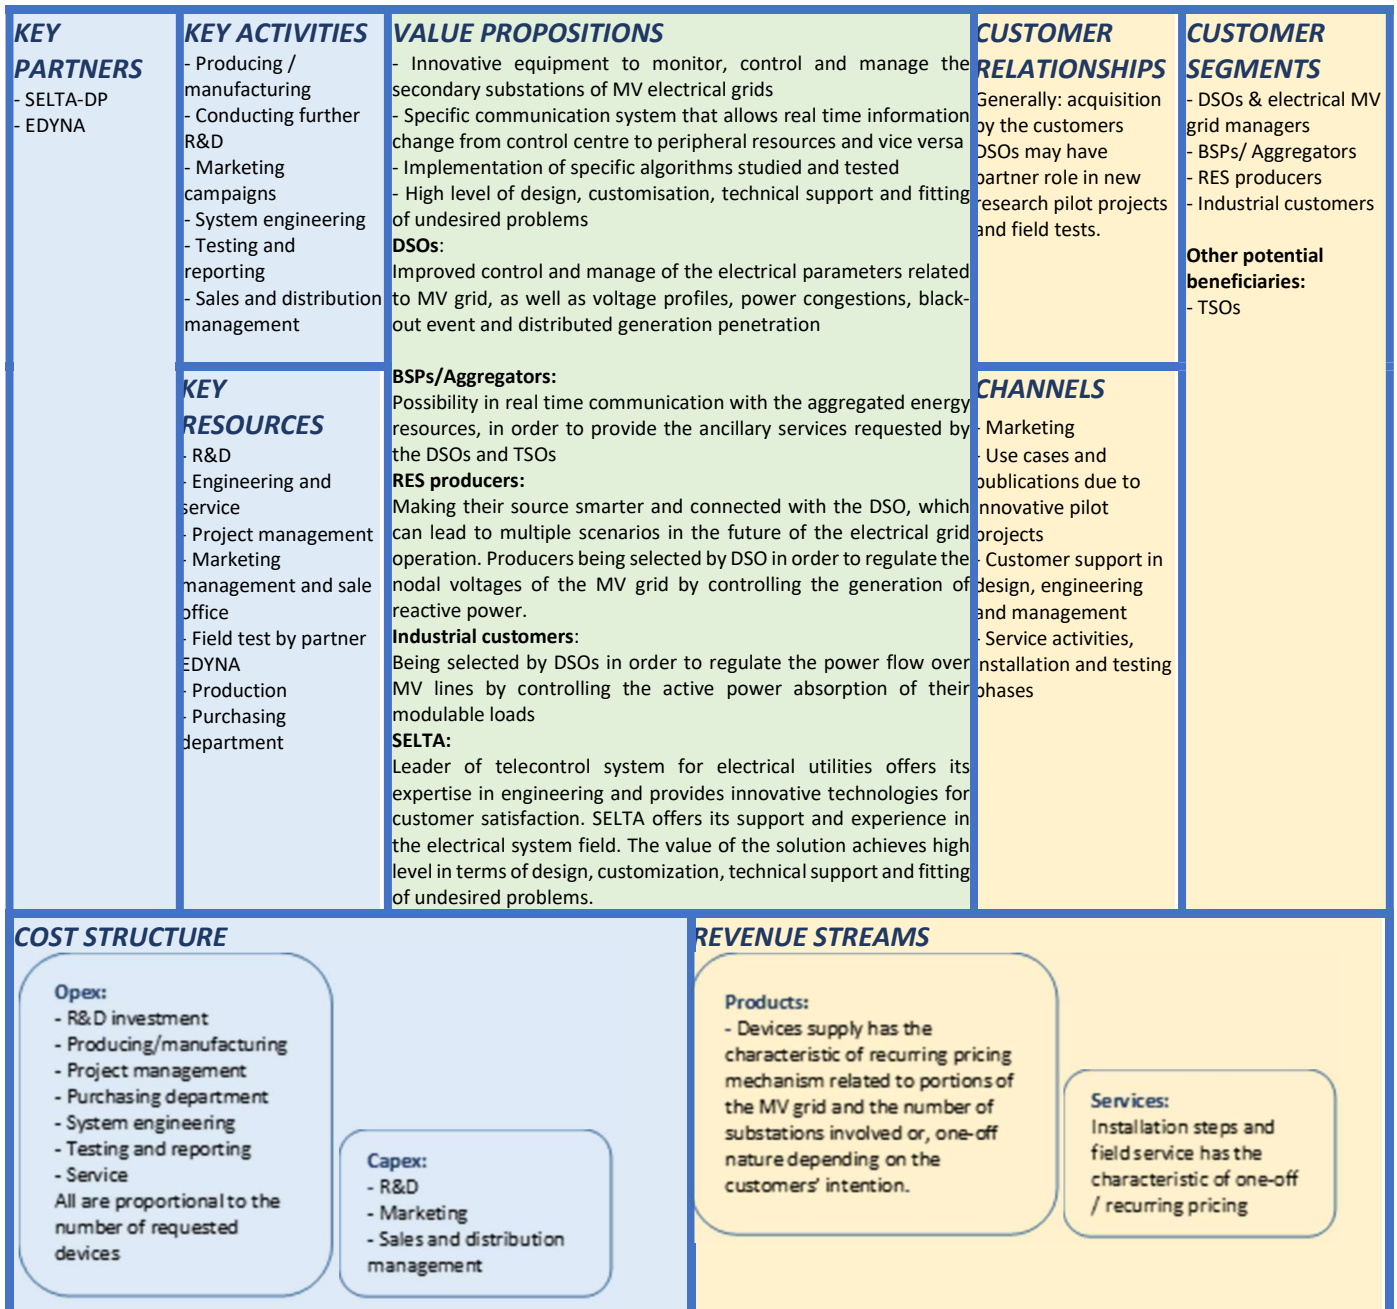 KEY
PARTNERS
- SELTA-DP
- EDYNA
KEY ACTIVITIES
- Producing /
manufacturing
- Conducting further
R&D
- Marketing
campaigns
- System engineering
- Testing and
reporting
- Sales and distribution
management
KEY
RESOURCES
- R&D
- Engineering and
service
- Project management
- Marketing
management and sale
office
- Field test by partner
EDYNA
- Production
- Purchasing
department
VALUE PROPOSITIONS
- Innovative equipment to monitor, control and manage the
secondary substations of MV electrical grids
- Specific communication system that allows real time information
change from control centre to peripheral resources and vice versa
- Implementation of specific algorithms studied and tested
- High level of design, customisation, technical support and fitting
of undesired problems
DSOs:
Improved control and manage of the electrical parameters related
to MV grid, as well as voltage profiles, power congestions, black-
out event and distributed generation penetration
BSPs/Aggregators:
Possibility in real time communication with the aggregated energy
resources, in order to provide the ancillary services requested by
the DSOs and TSOs
RES producers:
Making their source smarter and connected with the DSO, which
can lead to multiple scenarios in the future of the electrical grid
operation. Producers being selected by DSO in order to regulate the
nodal voltages of the MV grid by controlling the generation of
reactive power.
Industrial customers:
Being selected by DSOs in order to regulate the power flow over
MV lines by controlling the active power absorption of their
modulable loads
SELTA:
Leader of telecontrol system for electrical utilities offers its
expertise in engineering and provides innovative technologies for
customer satisfaction. SELTA offers its support and experience in
the electrical system field. The value of the solution achieves high
level in terms of design, customization, technical support and fitting
of undesired problems.
CUSTOMER
RELATIONSHIPS
Generally: acquisition
by the customers
DSOs may have
partner role in new
research pilot projects
and field tests.
CHANNELS
- Marketing
- Use cases and
publications due to
innovative pilot
projects
- Customer support in
design, engineering
and management
- Service activities,
installation and testing
phases
CUSTOMER
SEGMENTS
- DSOs & electrical MV
grid managers
- BSPs/ Aggregators
- RES producers
- Industrial customers
Other potential
beneficiaries:
- TSOs
COST STRUCTURE
Opex:
- R&D investment
- Producing/manufacturing
- Project management
- Purchasing department
- System engineering
- Testing and reporting
- Service
All are proportional to the
number of requested
devices
Capex:
- R&D
- Marketing
- Sales and distribution
management
REVENUE STREAMS
Products:
- Devices supply has the
characteristic of recurring pricing
mechanism related to portions of
the MV grid and the number of
substations involved or, one-off
nature depending on the
customers' intention.
Services:
Installation steps and
field service has the
characteristic of one-off
/ recurring pricing